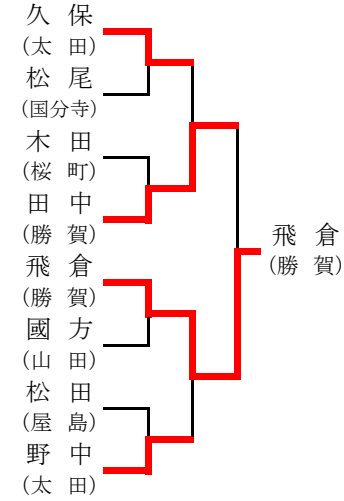 久 保
(太 田)
松 尾
(国分寺)
木 田
(桜 町)
田 中
(勝 賀)
飛 倉
(勝 賀)
國 方
(山 田)
松 田
(屋 島)
野 中
(太 田)
飛 倉
(勝 賀)